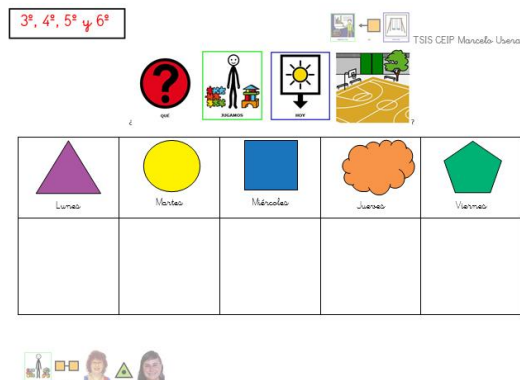 3º, 4º, 5º y 6º
TSIS CEIP Marcelo Usera
¿ QUÉ JUGAMOS HOY ?
Lunes Martes Miércoles Jueves Viernes